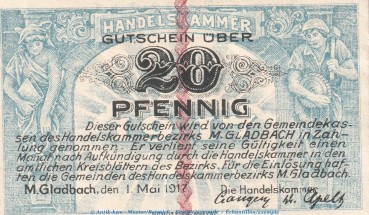 HANDELSKAMMER
GUTSCHEIN ÜBER
20
PFENNIG
Dieser Gutschein wird von den Gemeindekas-
sen des Handelskammerbezirks M. GLADBACH in Zah-
lung genommen. Er verliert seine Gültigkeit einen
Monat nach Aufkündigung durch die Handelskammer in den
amtlichen Kreisblättern des Bezirks. Für die Einlösung haf-
ten die Gemeinden des Handelskammerbezirks M. GLADBACH.
M. Gladbach, den 1 Mai 1917 Die Handelskammer